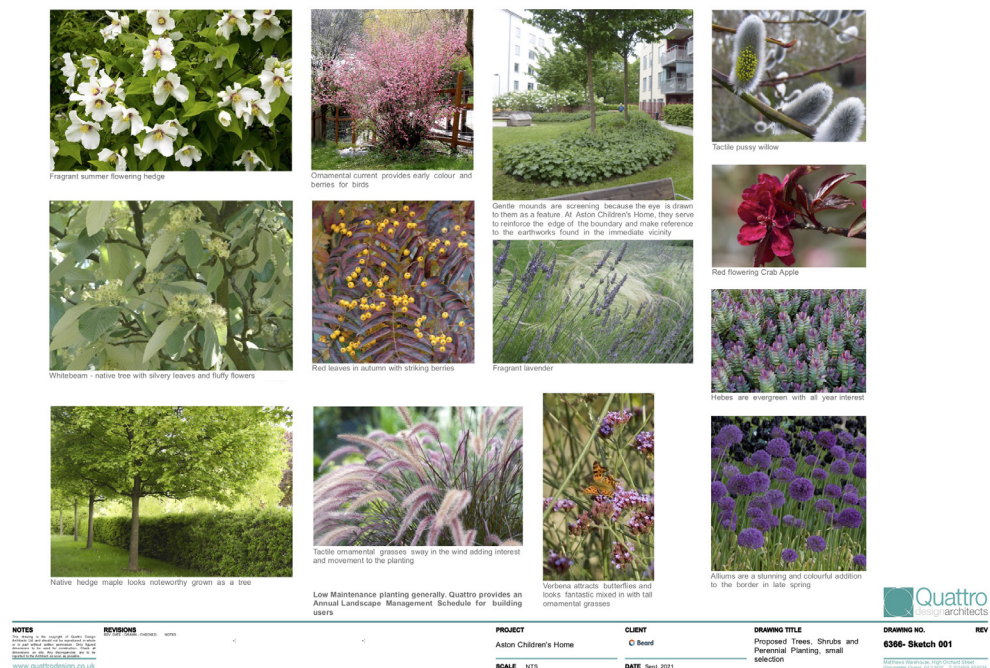 Fragrant summer flowering hedge
Ornamental current provides early colour and
berries for birds
Gentle mounds are screening because the eye is drawn
to them as a feature. At Aston Children's Home, they serve
to reinforce the edge of the boundary and make reference
to the earthworks found in the immediate vicinity
Tactile pussy willow
Red flowering Crab Apple
Whitebeam - native tree with silvery leaves and fluffy flowers
Red leaves in autumn with striking berries
Fragrant lavender
Hebes are evergreen with all year interest
Native hedge maple looks noteworthy grown as a tree
Tactile ornamental grasses sway in the wind adding interest
and movement to the planting
Verbena attracts butterflies and
looks fantastic mixed in with tall
ornamental grasses
Alliums are a stunning and colourful addition
to the border in late spring
Low Maintenance planting generally. Quattro provides an
Annual Landscape Management Schedule for building
users
Quattro
designarchitects
NOTES
REVISIONS
PROJECT
Aston Children's Home
CLIENT
Beard
DRAWING TITLE
Proposed Trees, Shrubs and
Perennial Planting, small
selection
DRAWING NO. REV
6366- Sketch 001
www.quattrodesign.co.uk
SCALE NTS
DATE Sept 2021